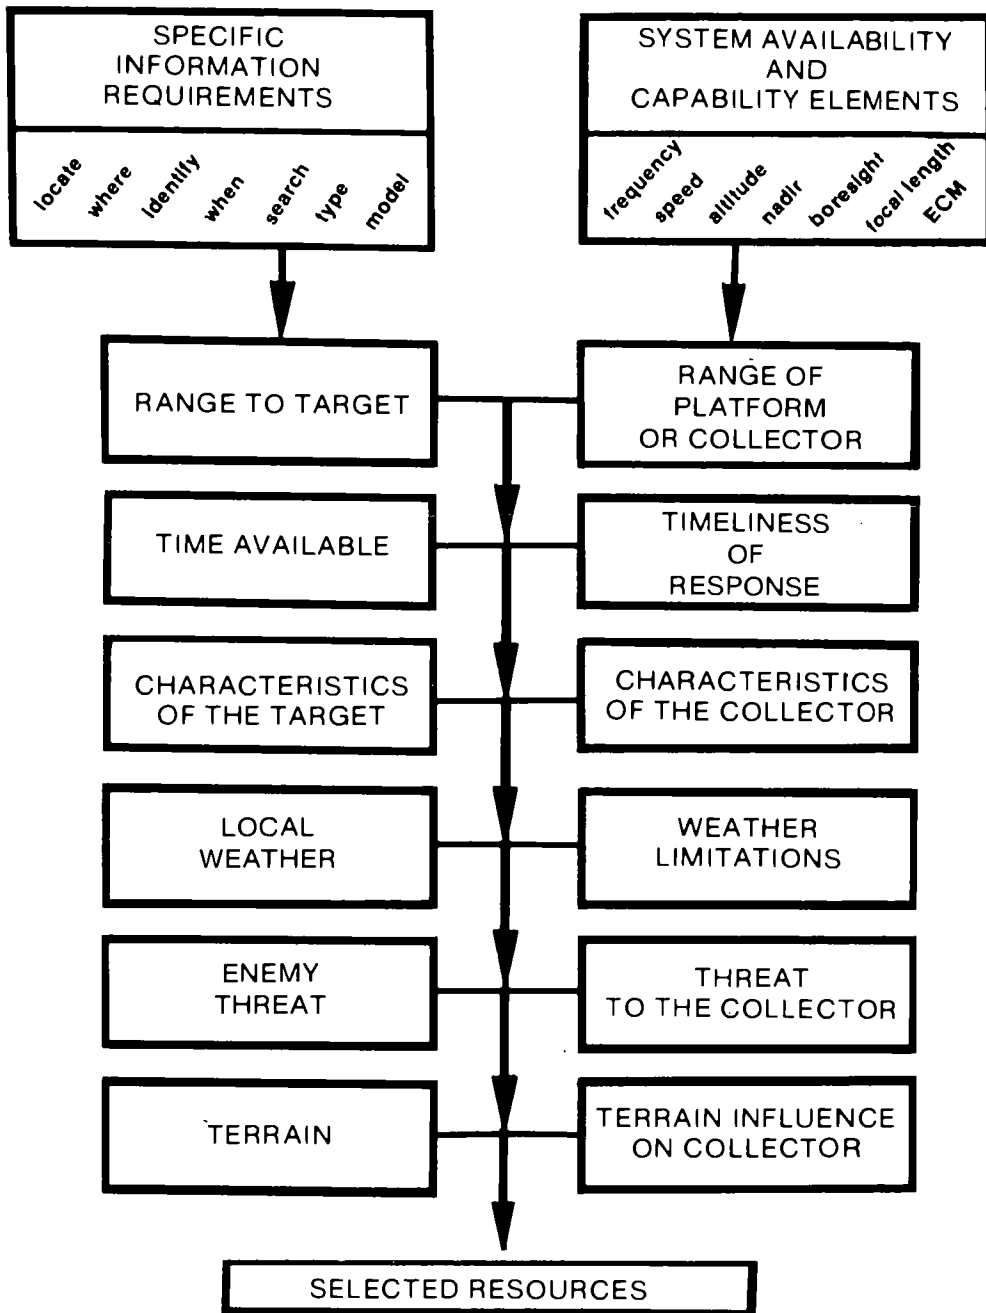 SPECIFIC
INFORMATION
REQUIREMENTS
locate
where
identify
when
search
type
model
SYSTEM AVAILABILITY
AND
CAPABILITY ELEMENTS
frequency
speed
altitude
nadir
boresight
focal length
ECM
RANGE TO TARGET
RANGE OF
PLATFORM
OR COLLECTOR
TIME AVAILABLE
TIMELINESS
OF
RESPONSE
CHARACTERISTICS
OF THE TARGET
CHARACTERISTICS
OF THE COLLECTOR
LOCAL
WEATHER
WEATHER
LIMITATIONS
ENEMY
THREAT
THREAT
TO THE COLLECTOR
TERRAIN
TERRAIN INFLUENCE
ON COLLECTOR
SELECTED RESOURCES